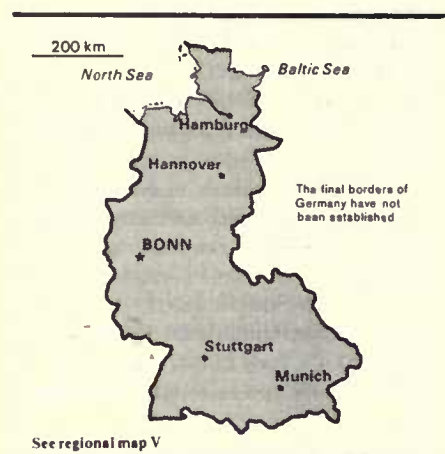 200 km
North Sea
Baltic Sea
Hamburg
Hannover
The final borders of
Germany have not
been established
BONN
Stuttgart
Munich
See regional map V